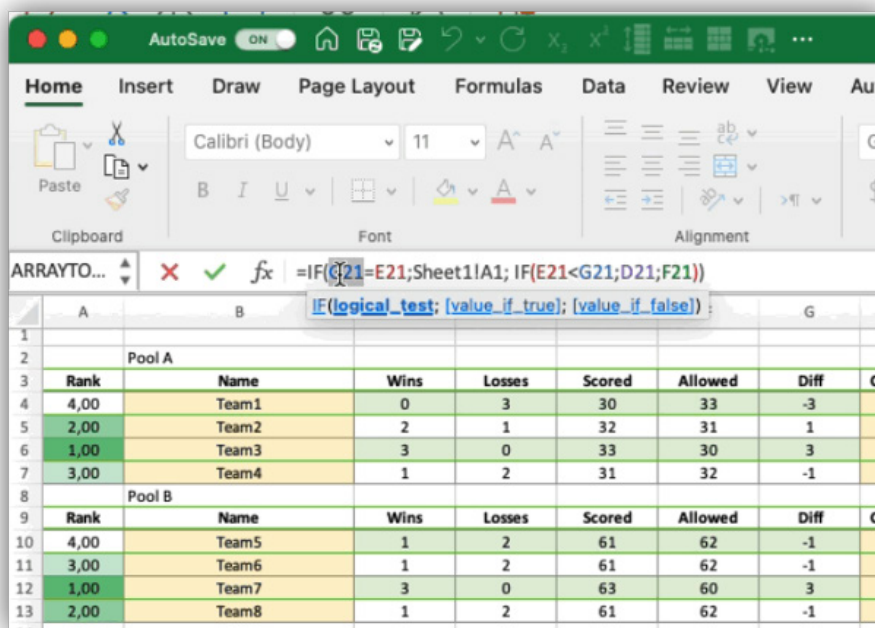 AutoSave ON
Home Insert Draw Page Layout Formulas Data Review View Au
Calibri (Body) 11 A A ab
Paste B I U A
Clipboard Font Alignment
ARRAYTO... fx =IF(G21=E21;Sheet1!A1; IF(E21<G21;D21;F21))
IF(logical_test; [value_if_true]; [value_if_false])
A B G
1
2 Pool A
3 Rank Name Wins Losses Scored Allowed Diff
4 4,00 Team1 0 3 30 33 -3
5 2,00 Team2 2 1 32 31 1
6 1,00 Team3 3 0 33 30 3
7 3,00 Team4 1 2 31 32 -1
8 Pool B
9 Rank Name Wins Losses Scored Allowed Diff
10 4,00 Team5 1 2 61 62 -1
11 3,00 Team6 1 2 61 62 -1
12 1,00 Team7 3 0 63 60 3
13 2,00 Team8 1 2 61 62 -1